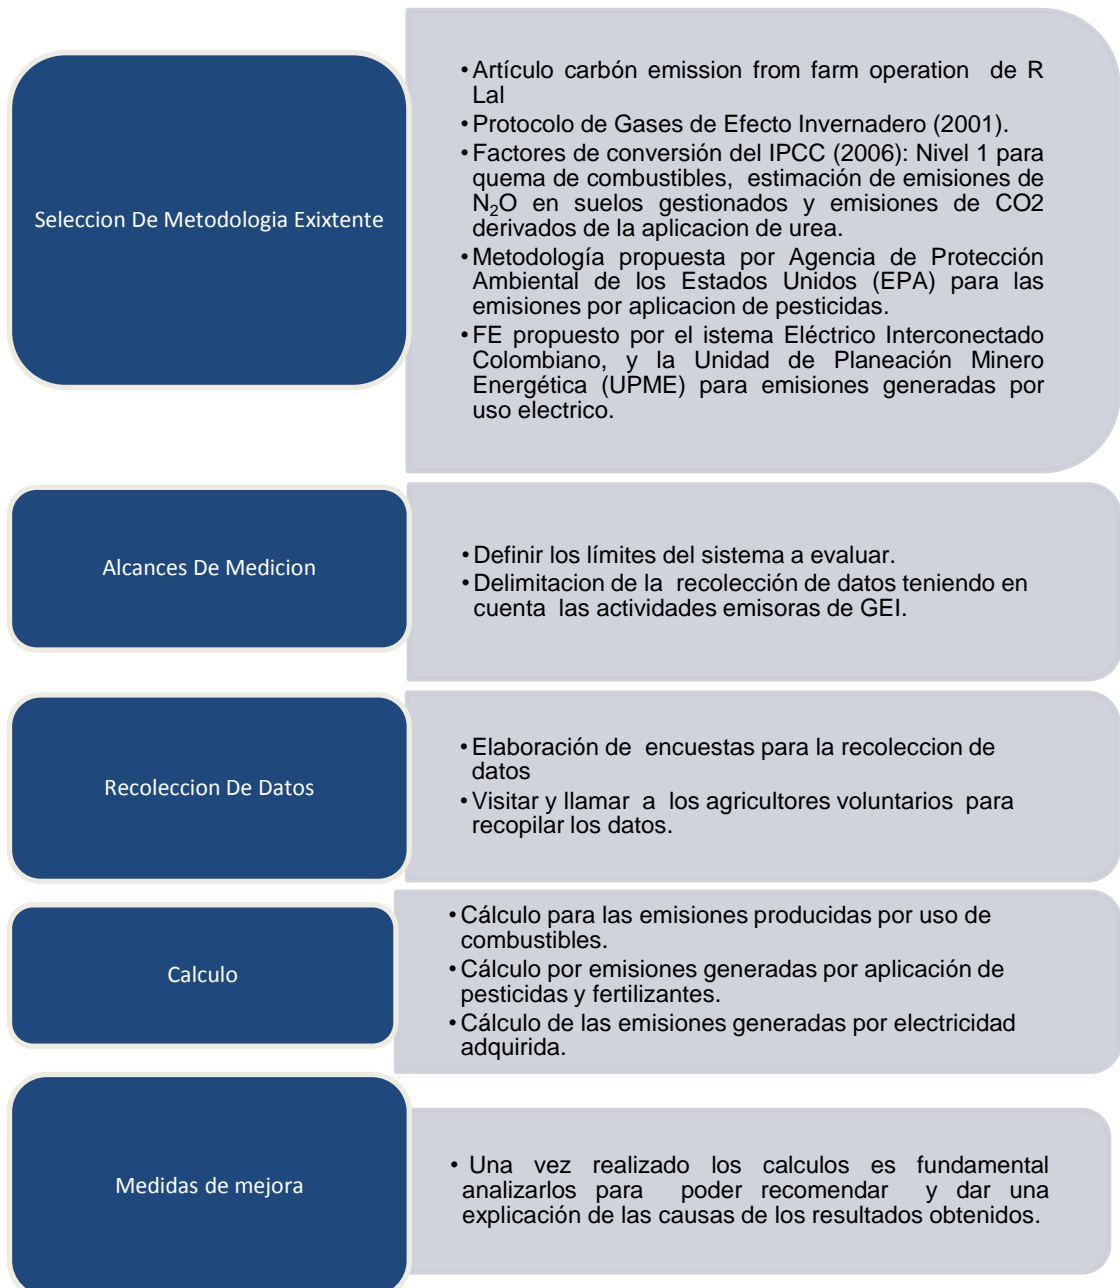 Seleccion De Metodologia Exixtente
•Artículo carbón emission from farm operation de R
Lal
•Protocolo de Gases de Efecto Invernadero (2001).
•Factores de conversión del IPCC (2006): Nivel 1 para
quema de combustibles, estimación de emisiones de
N₂O en suelos gestionados y emisiones de CO2
derivados de la aplicacion de urea.
•Metodología propuesta por Agencia de Protección
Ambiental de los Estados Unidos (EPA) para las
emisiones por aplicacion de pesticidas.
•FE propuesto por el istema Eléctrico Interconectado
Colombiano, y la Unidad de Planeación Minero
Energética (UPME) para emisiones generadas por
uso electrico.
Alcances De Medicion
•Definir los límites del sistema a evaluar.
•Delimitacion de la recolección de datos teniendo en
cuenta las actividades emisoras de GEI.
Recoleccion De Datos
•Elaboración de encuestas para la recoleccion de
datos
•Visitar y llamar a los agricultores voluntarios para
recopilar los datos.
Calculo
•Cálculo para las emisiones producidas por uso de
combustibles.
•Cálculo por emisiones generadas por aplicación de
pesticidas y fertilizantes.
•Cálculo de las emisiones generadas por electricidad
adquirida.
Medidas de mejora
• Una vez realizado los calculos es fundamental
analizarlos para poder recomendar y dar una
explicación de las causas de los resultados obtenidos.